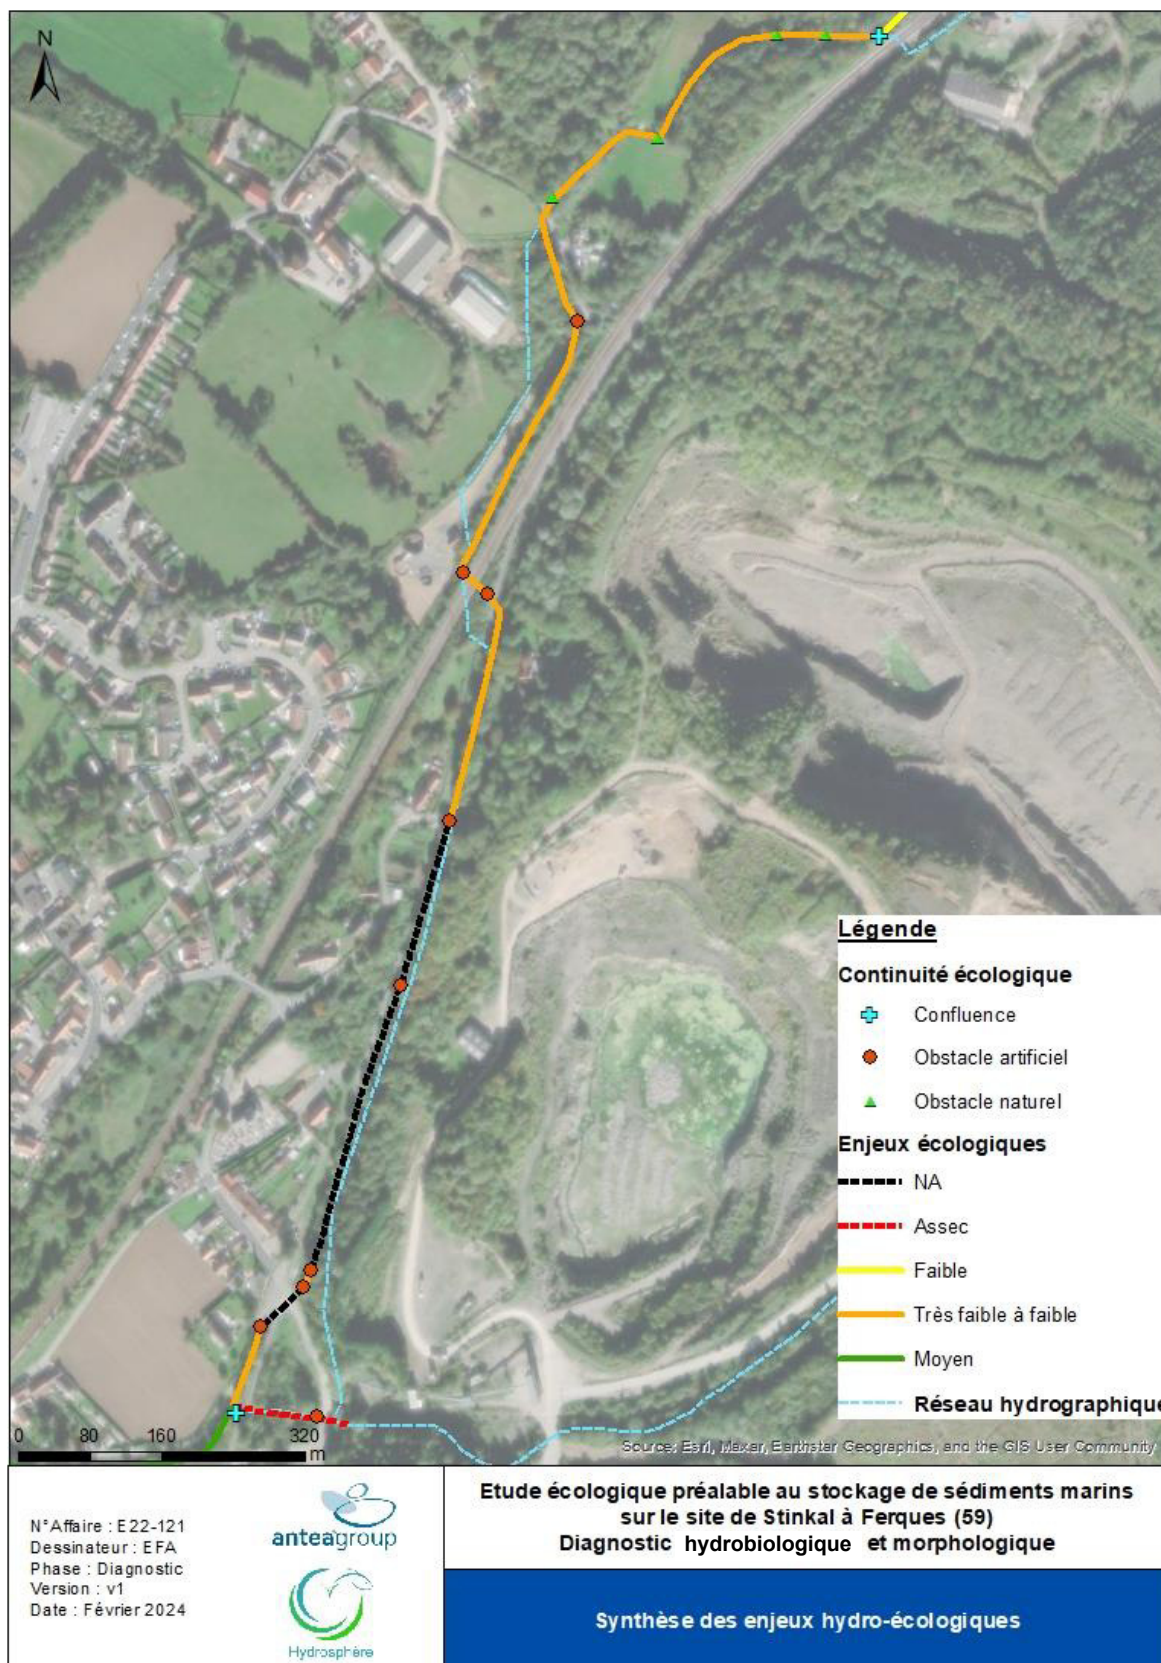 N
Légende
Continuité écologique
Confluence
Obstacle artificiel
Obstacle naturel
Enjeux écologiques
NA
Assec
Faible
Très faible à faible
Moyen
Réseau hydrographique
0 80 160 320
m
Source: Esri, Maxar, Earthstar Geographics, and the GIS User Community
N°Affaire : E22-121
Dessinateur : EFA
Phase : Diagnostic
Version : v1
Date : Février 2024
anteagroup
Hydrosphère
Etude écologique préalable au stockage de sédiments marins
sur le site de Stinkal à Ferques (59)
Diagnostic hydrobiologique et morphologique
Synthèse des enjeux hydro-écologiques